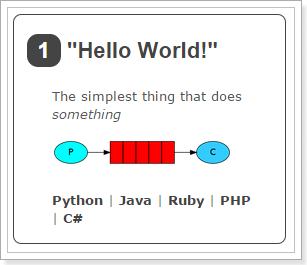 1 "Hello World!"
The simplest thing that does
something
P C
Python | Java | Ruby | PHP
| C#